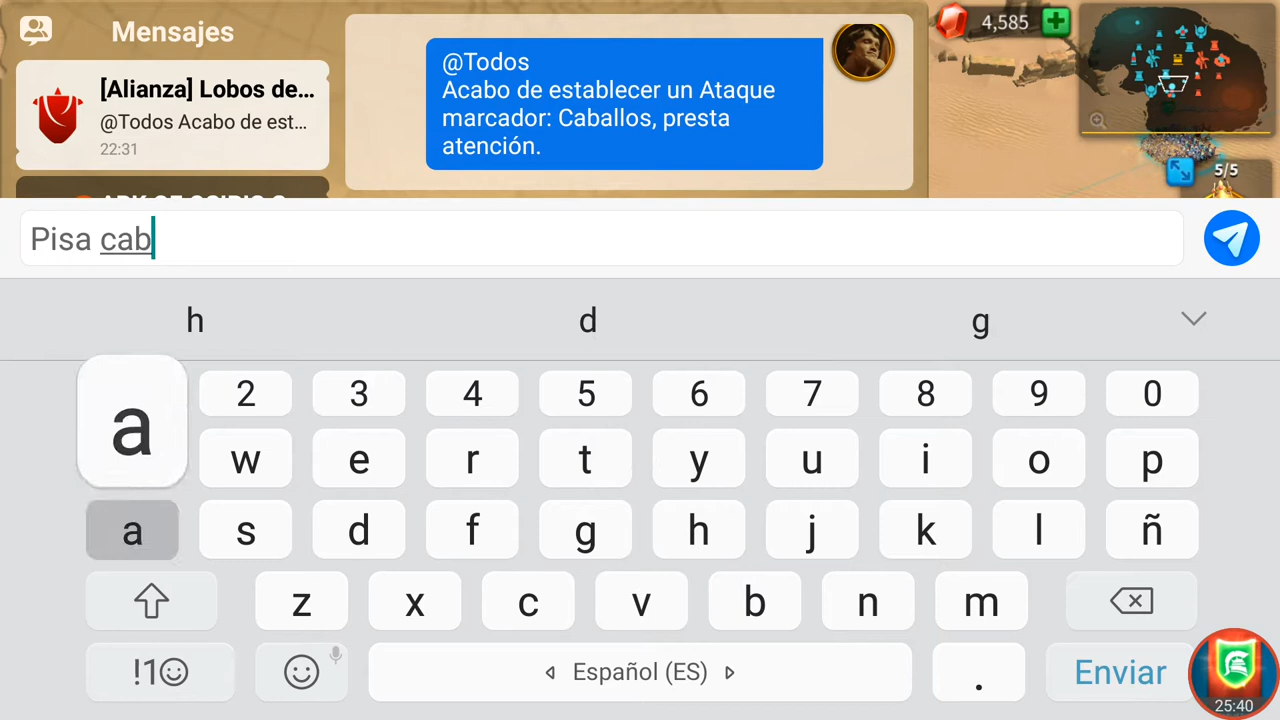 Mensajes
[Alianza] Lobos de...
@Todos Acabo de est...
22:31
@Todos
Acabo de establecer un Ataque
marcador: Caballos, presta
atención.
4,585
5/5
Pisa cab
h d g
a 2 3 4 5 6 7 8 9 0
w e r t y u i o p
a s d f g h j k l ñ
z x c v b n m
!1
Español (ES)
.
Enviar
25:40